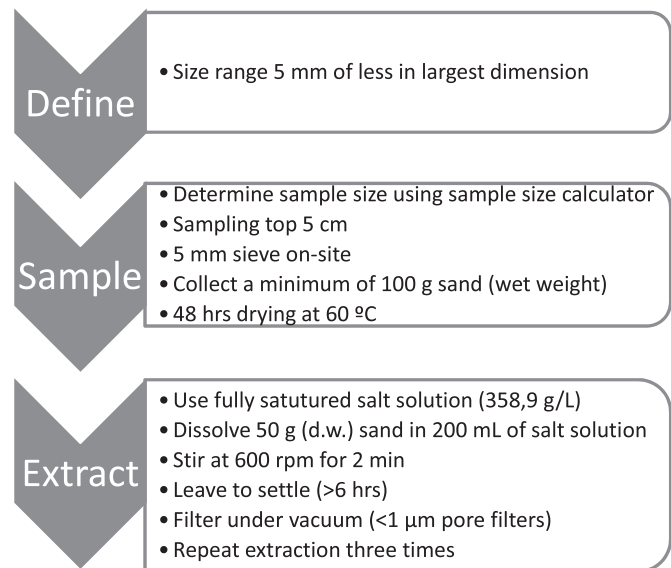 Define
• Size range 5 mm of less in largest dimension
Sample
• Determine sample size using sample size calculator
• Sampling top 5 cm
• 5 mm sieve on-site
• Collect a minimum of 100 g sand (wet weight)
• 48 hrs drying at 60 ºC
Extract
• Use fully satutured salt solution (358,9 g/L)
• Dissolve 50 g (d.w.) sand in 200 mL of salt solution
• Stir at 600 rpm for 2 min
• Leave to settle (>6 hrs)
• Filter under vacuum (<1 µm pore filters)
• Repeat extraction three times